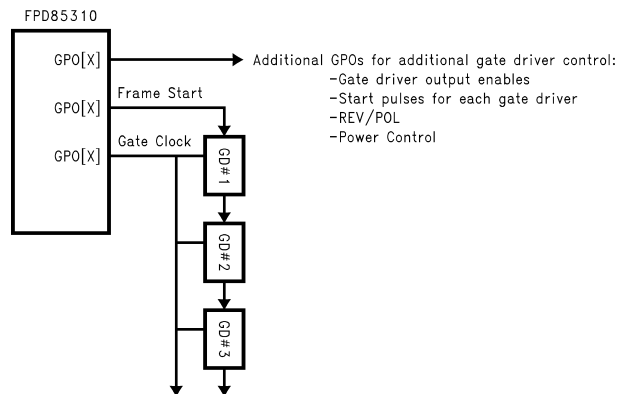 FPD85310
GPO[X]
Additional GPOs for additional gate driver control:
-Gate driver output enables
-Start pulses for each gate driver
-REV/POL
-Power Control
GPO[X]
Frame Start
GPO[X]
Gate Clock
GD#1
GD#2
GD#3